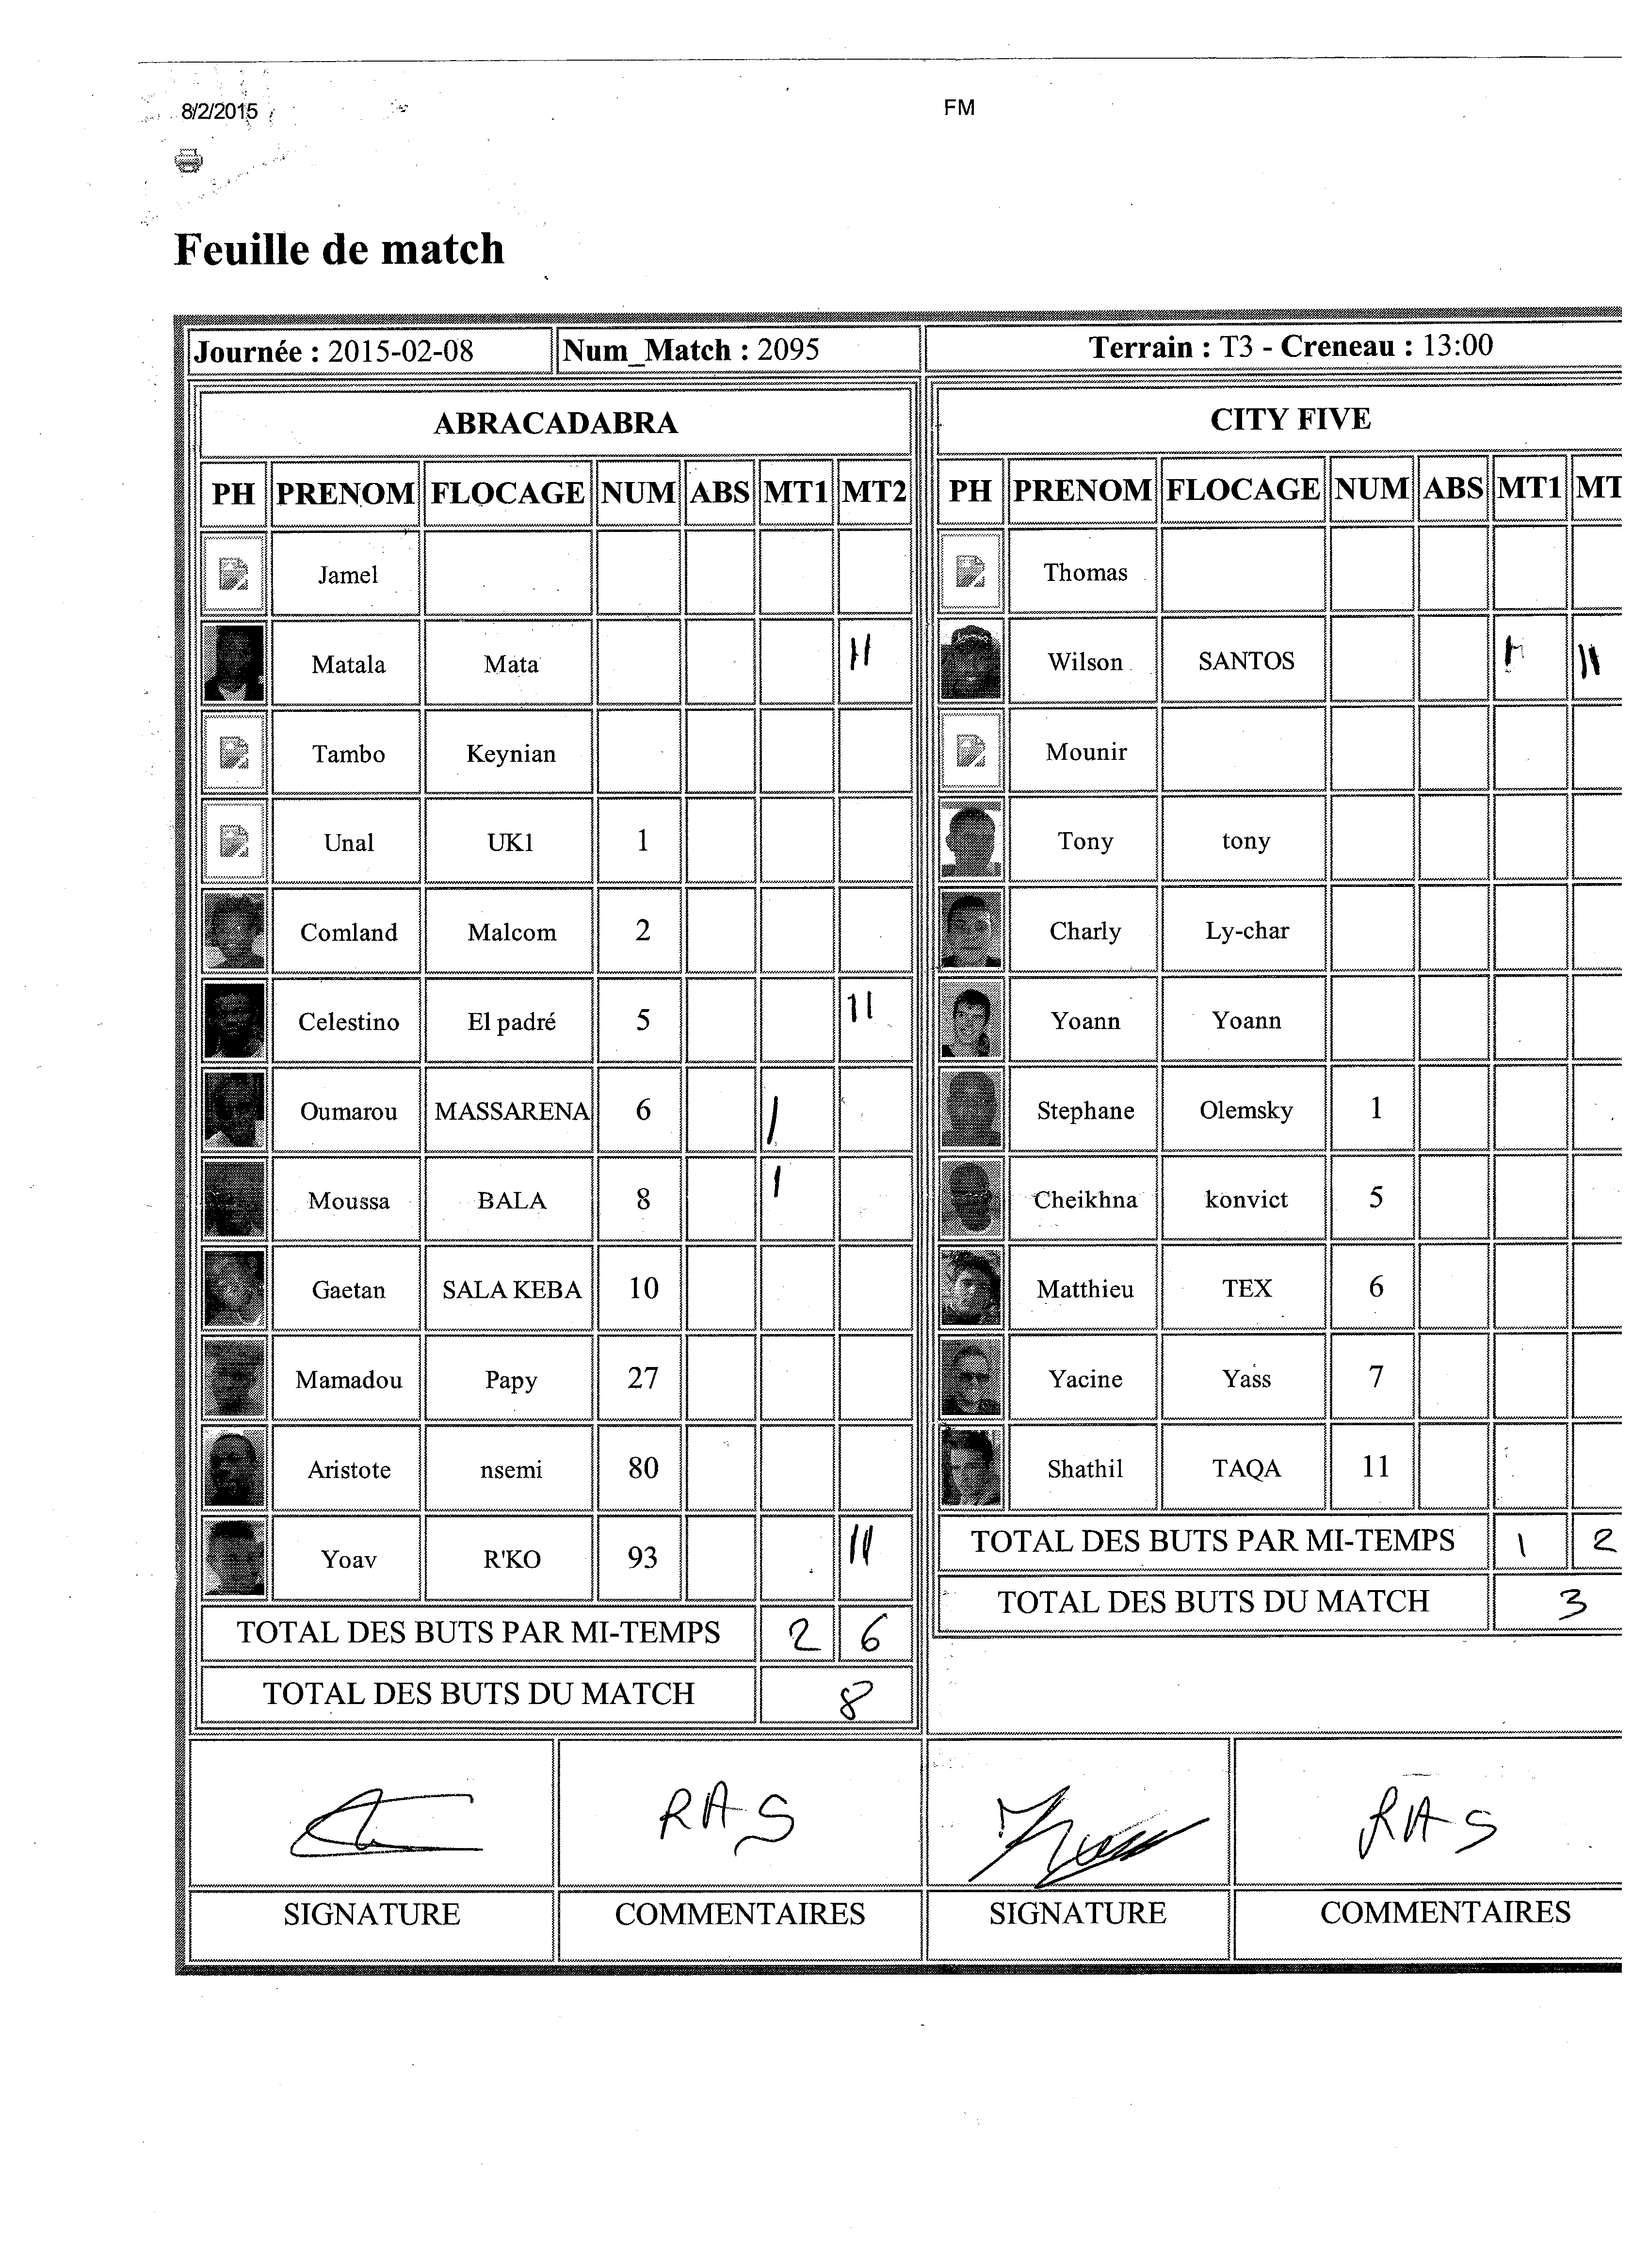 8/2/2015 FM
Feuille de match
Journée : 2015-02-08 Num_Match : 2095 Terrain : T3 - Creneau : 13:00
ABRACADABRA
PH PRENOM FLOCAGE NUM ABS MT1 MT2
Jamel
Matala Mata II
Tambo Keynian
Unal UK1 1
Comland Malcom 2
Celestino El padré 5 II
Oumarou MASSARENA 6 I
Moussa BALA 8 I
Gaetan SALA KEBA 10
Mamadou Papy 27
Aristote nsemi 80
Yoav R'KO 93 II
TOTAL DES BUTS PAR MI-TEMPS 2 6
TOTAL DES BUTS DU MATCH 8
CITY FIVE
PH PRENOM FLOCAGE NUM ABS MT1 MT
Thomas
Wilson SANTOS II
Mounir
Tony tony
Charly Ly-char
Yoann Yoann
Stephane Olemsky 1
Cheikhna konvict 5
Matthieu TEX 6
Yacine Yass 7
Shathil TAQA 11
TOTAL DES BUTS PAR MI-TEMPS 1 2
TOTAL DES BUTS DU MATCH 3
RAS RAS
SIGNATURE COMMENTAIRES SIGNATURE COMMENTAIRES